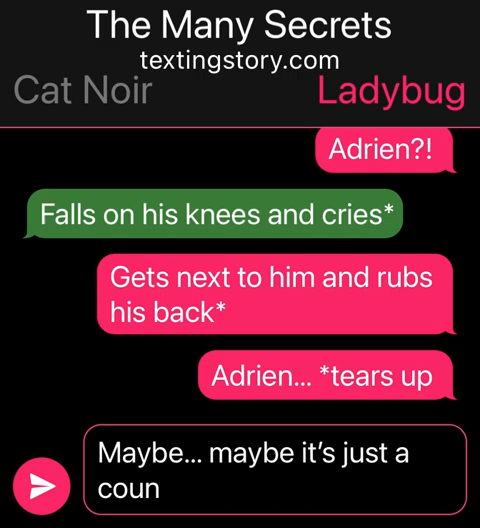 The Many Secrets
textingstory.com
Cat Noir
Ladybug
Adrien?!
Falls on his knees and cries*
Gets next to him and rubs
his back*
Adrien... *tears up
Maybe... maybe it’s just a
coun